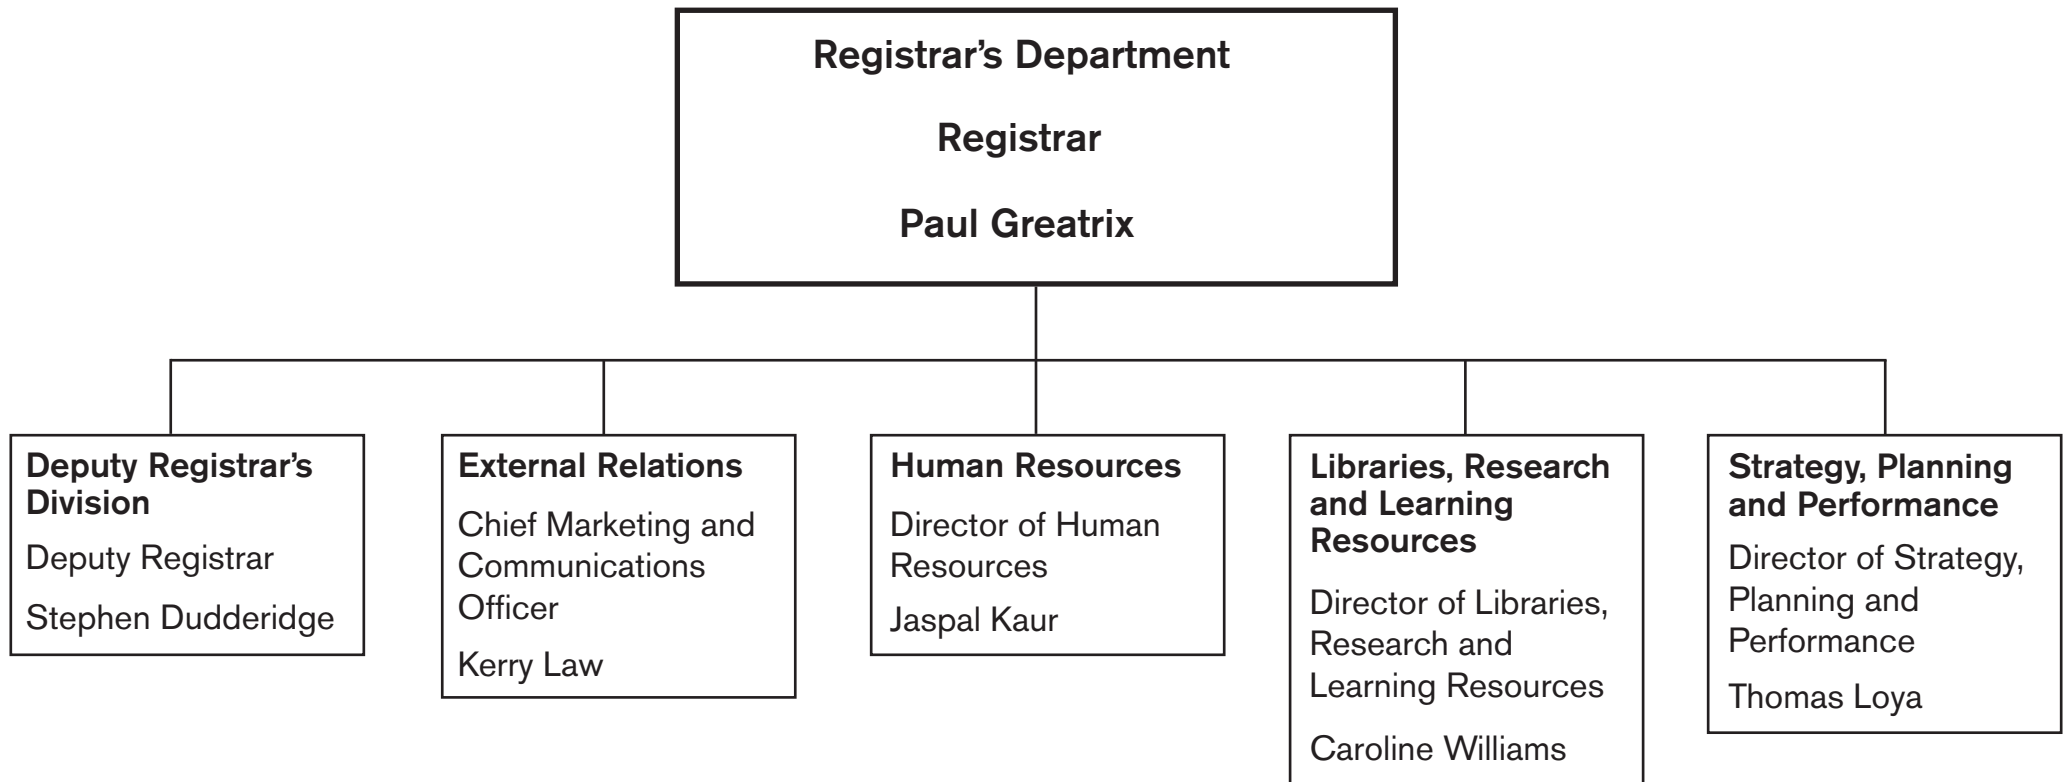 Registrar’s Department
Registrar
Paul Greatrix
Deputy Registrar’s
Division
Deputy Registrar
Stephen Dudderidge
External Relations
Chief Marketing and
Communications
Officer
Kerry Law
Human Resources
Director of Human
Resources
Jaspal Kaur
Libraries, Research
and Learning
Resources
Director of Libraries,
Research and
Learning Resources
Caroline Williams
Strategy, Planning
and Performance
Director of Strategy,
Planning and
Performance
Thomas Loya